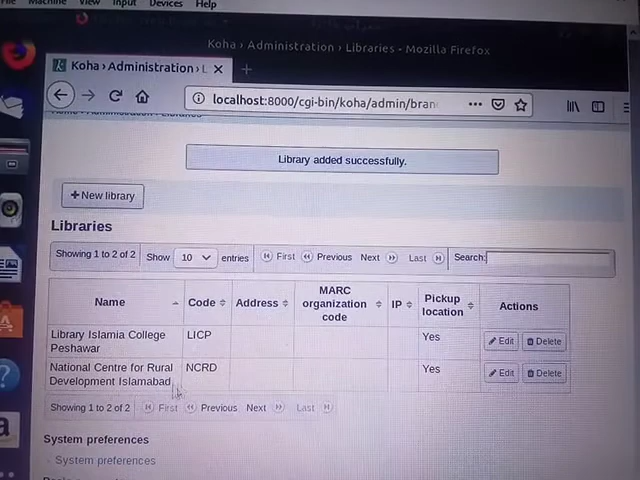 File Machine View Input Devices Help
Koha › Administration › Libraries - Mozilla Firefox
Koha › Administration › L
localhost:8000/cgi-bin/koha/admin/bran
Library added successfully.
New library
Libraries
Showing 1 to 2 of 2 Show 10 entries First Previous Next Last Search:
Name Code Address MARC organization code IP Pickup location Actions
Library Islamia College LICP Yes Edit Delete
Peshawar
National Centre for Rural NCRD Yes Edit Delete
Development Islamabad
Showing 1 to 2 of 2 First Previous Next Last
System preferences
System preferences